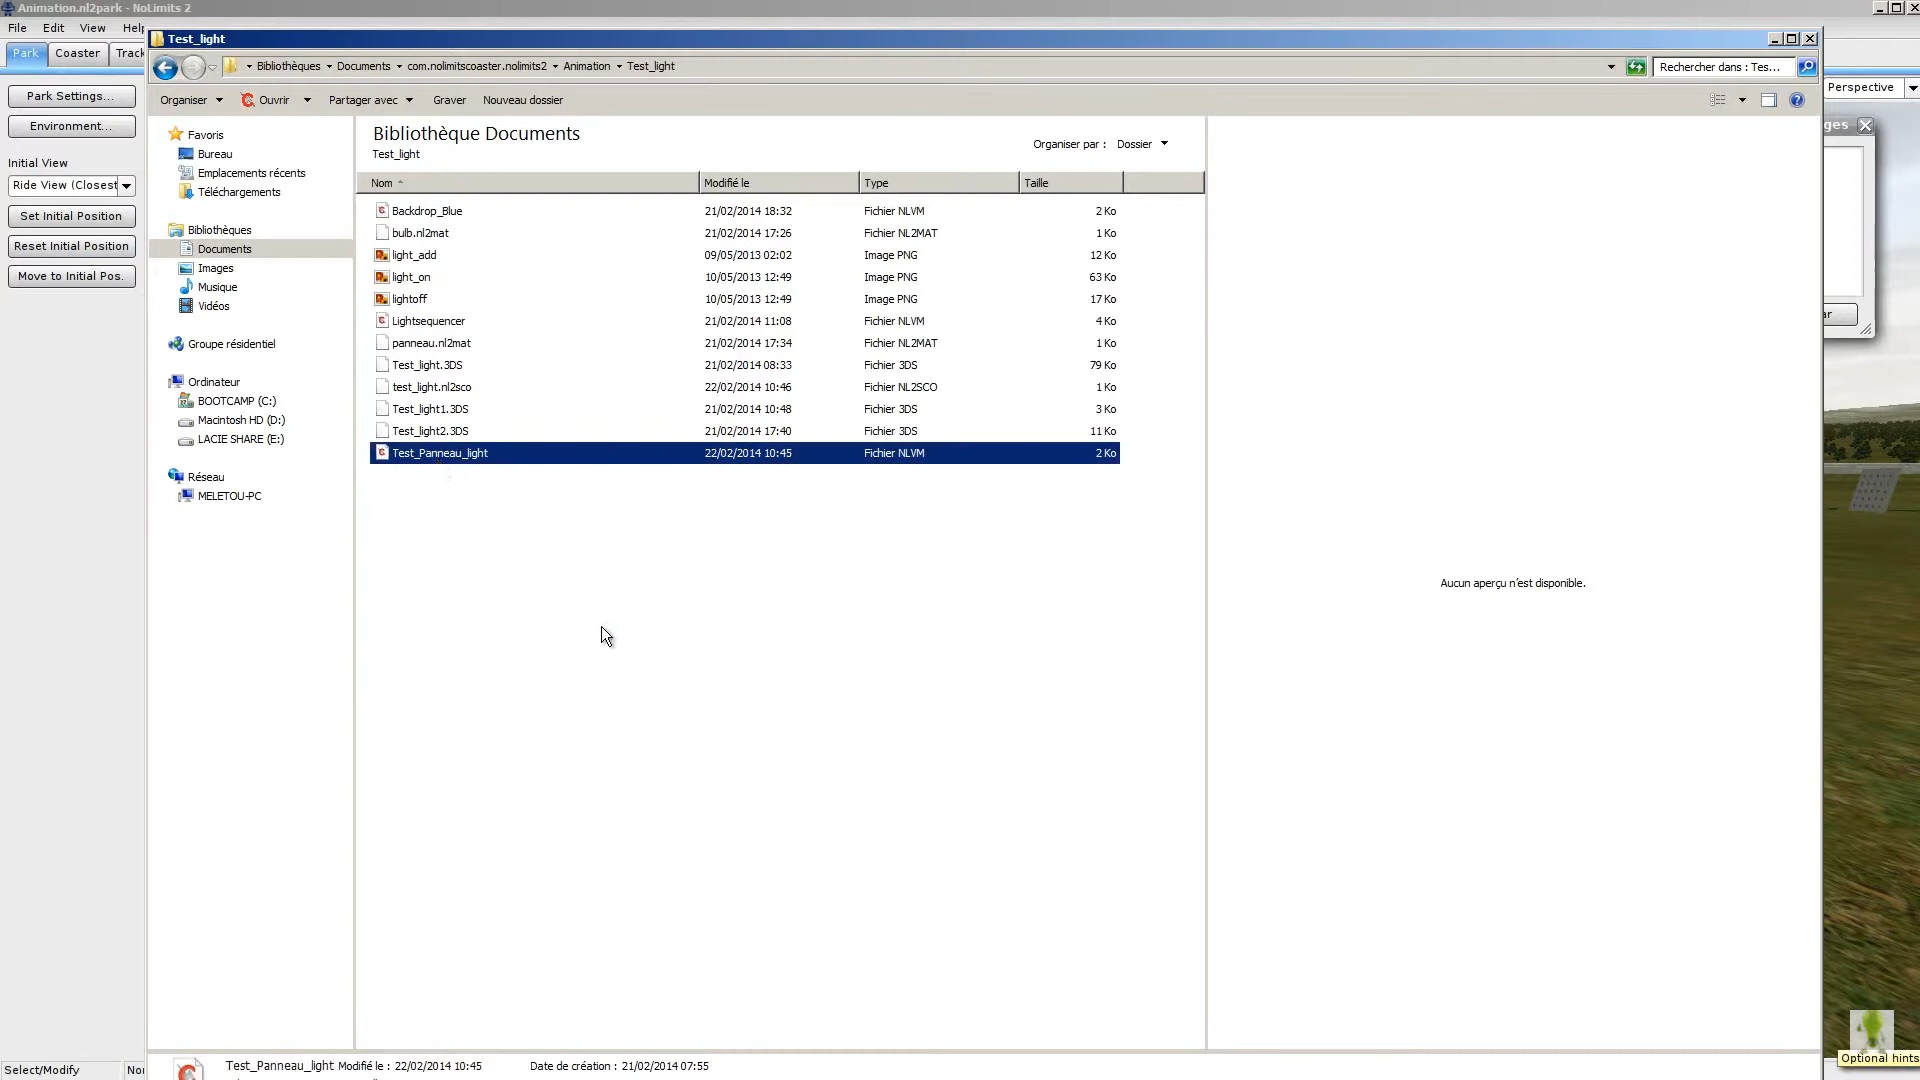 Animation.nl2park - NoLimits 2
File Edit View Help
Park Coaster Track
Park Settings...
Environment...
Initial View
Ride View (Closest
Set Initial Position
Reset Initial Position
Move to Initial Pos.
Select/Modify
Test_light
Bibliothèques Documents com.nolimitscoaster.nolimits2 Animation Test_light
Rechercher dans : Tes...
Organiser Ouvrir Partager avec Graver Nouveau dossier
Favoris
Bureau
Emplacements récents
Téléchargements
Bibliothèques
Documents
Images
Musique
Vidéos
Groupe résidentiel
Ordinateur
BOOTCAMP (C:)
Macintosh HD (D:)
LACIE SHARE (E:)
Réseau
MELETOU-PC
Bibliothèque Documents
Test_light
Organiser par : Dossier
Nom Modifié le Type Taille
Backdrop_Blue 21/02/2014 18:32 Fichier NLVM 2 Ko
bulb.nl2mat 21/02/2014 17:26 Fichier NL2MAT 1 Ko
light_add 09/05/2013 02:02 Image PNG 12 Ko
light_on 10/05/2013 12:49 Image PNG 63 Ko
lightoff 10/05/2013 12:49 Image PNG 17 Ko
Lightsequencer 21/02/2014 11:08 Fichier NLVM 4 Ko
panneau.nl2mat 21/02/2014 17:34 Fichier NL2MAT 1 Ko
Test_light.3DS 21/02/2014 08:33 Fichier 3DS 79 Ko
test_light.nl2sco 22/02/2014 10:46 Fichier NL2SCO 1 Ko
Test_light1.3DS 21/02/2014 10:48 Fichier 3DS 3 Ko
Test_light2.3DS 21/02/2014 17:40 Fichier 3DS 11 Ko
Test_Panneau_light 22/02/2014 10:45 Fichier NLVM 2 Ko
Aucun aperçu n'est disponible.
Test_Panneau_light Modifié le : 22/02/2014 10:45 Date de création : 21/02/2014 07:55
Perspective
Optional hints